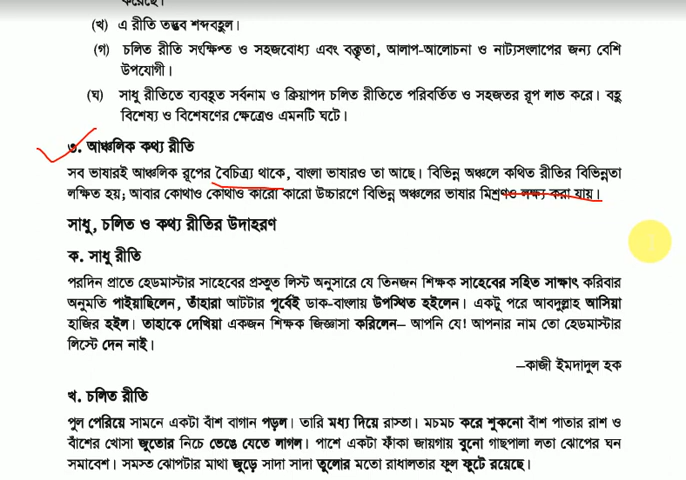 করেছে।
(খ) এ রীতি তদ্ভব শব্দবহুল।
(গ) চলিত রীতি সংক্ষিপ্ত ও সহজবোধ্য এবং বক্তৃতা, আলাপ-আলোচনা ও নাট্যসংলাপের জন্য বেশি
উপযোগী।
(ঘ) সাধু রীতিতে ব্যবহৃত সর্বনাম ও ক্রিয়াপদ চলিত রীতিতে পরিবর্তিত ও সহজতর রূপ লাভ করে। বহু
বিশেষ্য ও বিশেষণের ক্ষেত্রেও এমনটি ঘটে।
৩. আঞ্চলিক কথ্য রীতি
সব ভাষারই আঞ্চলিক রূপের বৈচিত্র্য থাকে, বাংলা ভাষারও তা আছে। বিভিন্ন অঞ্চলে কথিত রীতির বিভিন্নতা
লক্ষিত হয়; আবার কোথাও কোথাও কারো কারো উচ্চারণে বিভিন্ন অঞ্চলের ভাষার মিশ্রণও লক্ষ্য করা যায়।
সাধু, চলিত ও কথ্য রীতির উদাহরণ
ক. সাধু রীতি
পরদিন প্রাতে হেডমাস্টার সাহেবের প্রস্তুত লিস্ট অনুসারে যে তিনজন শিক্ষক সাহেবের সহিত সাক্ষাৎ করিবার
অনুমতি পাইয়াছিলেন, তাঁহারা আটটার পূর্বেই ডাক-বাংলায় উপস্থিত হইলেন। একটু পরে আবদুল্লাহ আসিয়া
হাজির হইল। তাহাকে দেখিয়া একজন শিক্ষক জিজ্ঞাসা করিলেন– আপনি যে! আপনার নাম তো হেডমাস্টার
লিস্টে দেন নাই।
–কাজী ইমদাদুল হক
খ. চলিত রীতি
পুল পেরিয়ে সামনে একটা বাঁশ বাগান পড়ল। তারি মধ্য দিয়ে রাস্তা। মচমচ করে শুকনো বাঁশ পাতার রাশ ও
বাঁশের খোসা জুতোর নিচে ভেঙে যেতে লাগল। পাশে একটা ফাঁকা জায়গায় বুনো গাছপালা লতা ঝোপের ঘন
সমাবেশ। সমস্ত ঝোপটার মাথা জুড়ে সাদা সাদা তুলোর মতো রাধালতার ফুল ফুটে রয়েছে।